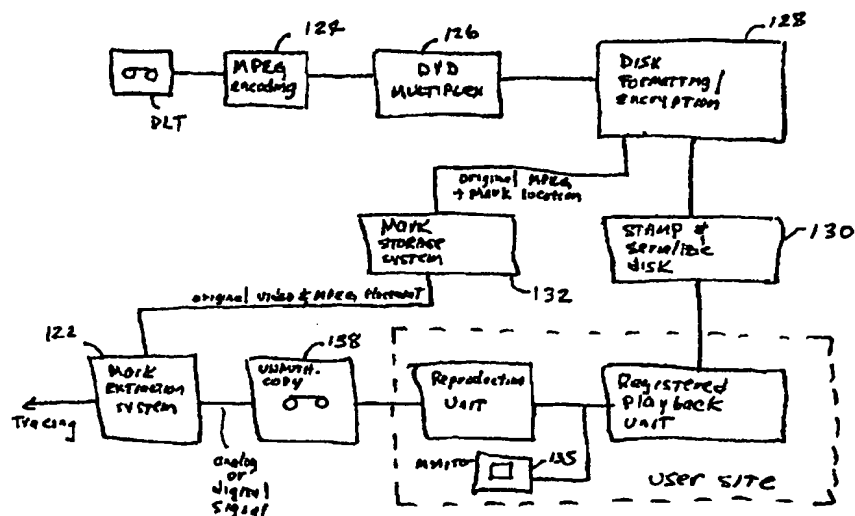 124
126
128
MPEG
encoding
DVD
MULTIPLEX
DISK
FORMATTING/
ENCRYPTION
DLT
original MPEG
+ Mark location
MARK
STORAGE
SYSTEM
STAMP &
Serialize
DISK
130
132
original video & MPEG
122
138
MARK
EXTRACTION
SYSTEM
UNAUTH.
COPY
Reproduction
UNIT
Registered
Playback
UNIT
Tracing
analog
or
digital
signal
135
USER SITE